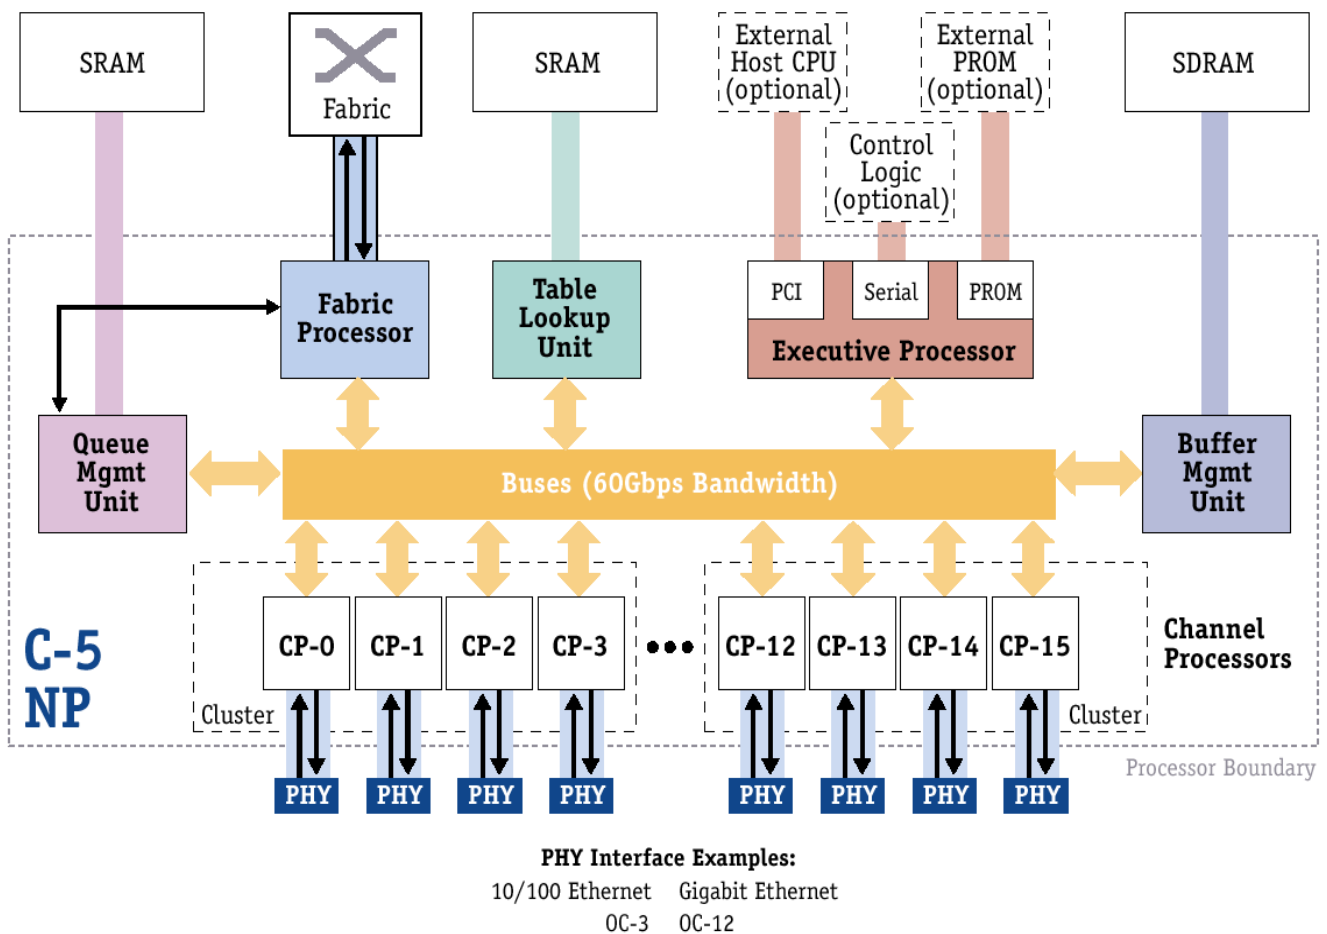 SRAM
Fabric
SRAM
External
Host CPU
(optional)
External
PROM
(optional)
Control
Logic
(optional)
SDRAM
Fabric
Processor
Table
Lookup
Unit
PCI
Serial
PROM
Executive Processor
Queue
Mgmt
Unit
Buses (60Gbps Bandwidth)
Buffer
Mgmt
Unit
C-5
NP
CP-0
CP-1
CP-2
CP-3
CP-12
CP-13
CP-14
CP-15
Channel
Processors
Cluster
Cluster
Processor Boundary
PHY
PHY
PHY
PHY
PHY
PHY
PHY
PHY
PHY Interface Examples:
10/100 Ethernet Gigabit Ethernet
OC-3 OC-12